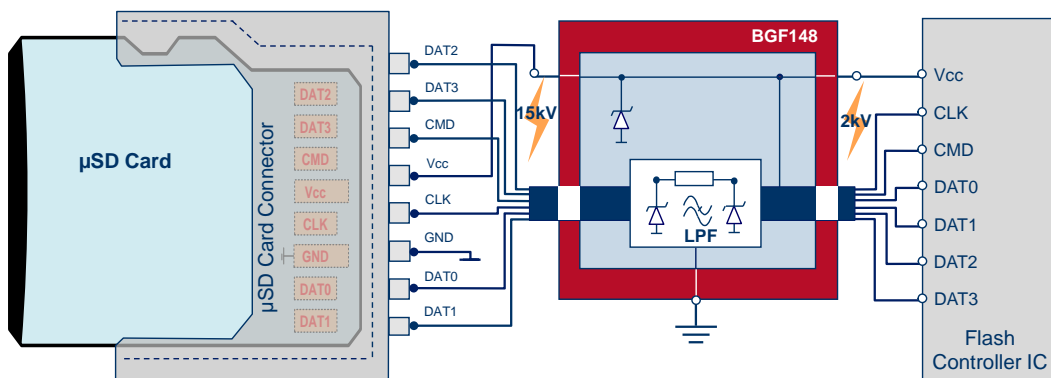 µSD Card
µSD Card Connector
DAT2
DAT3
CMD
Vcc
CLK
GND
DAT0
DAT1
DAT2
DAT3
CMD
Vcc
CLK
GND
DAT0
DAT1
15kV
BGF148
LPF
2kV
Vcc
CLK
CMD
DAT0
DAT1
DAT2
DAT3
Flash
Controller IC